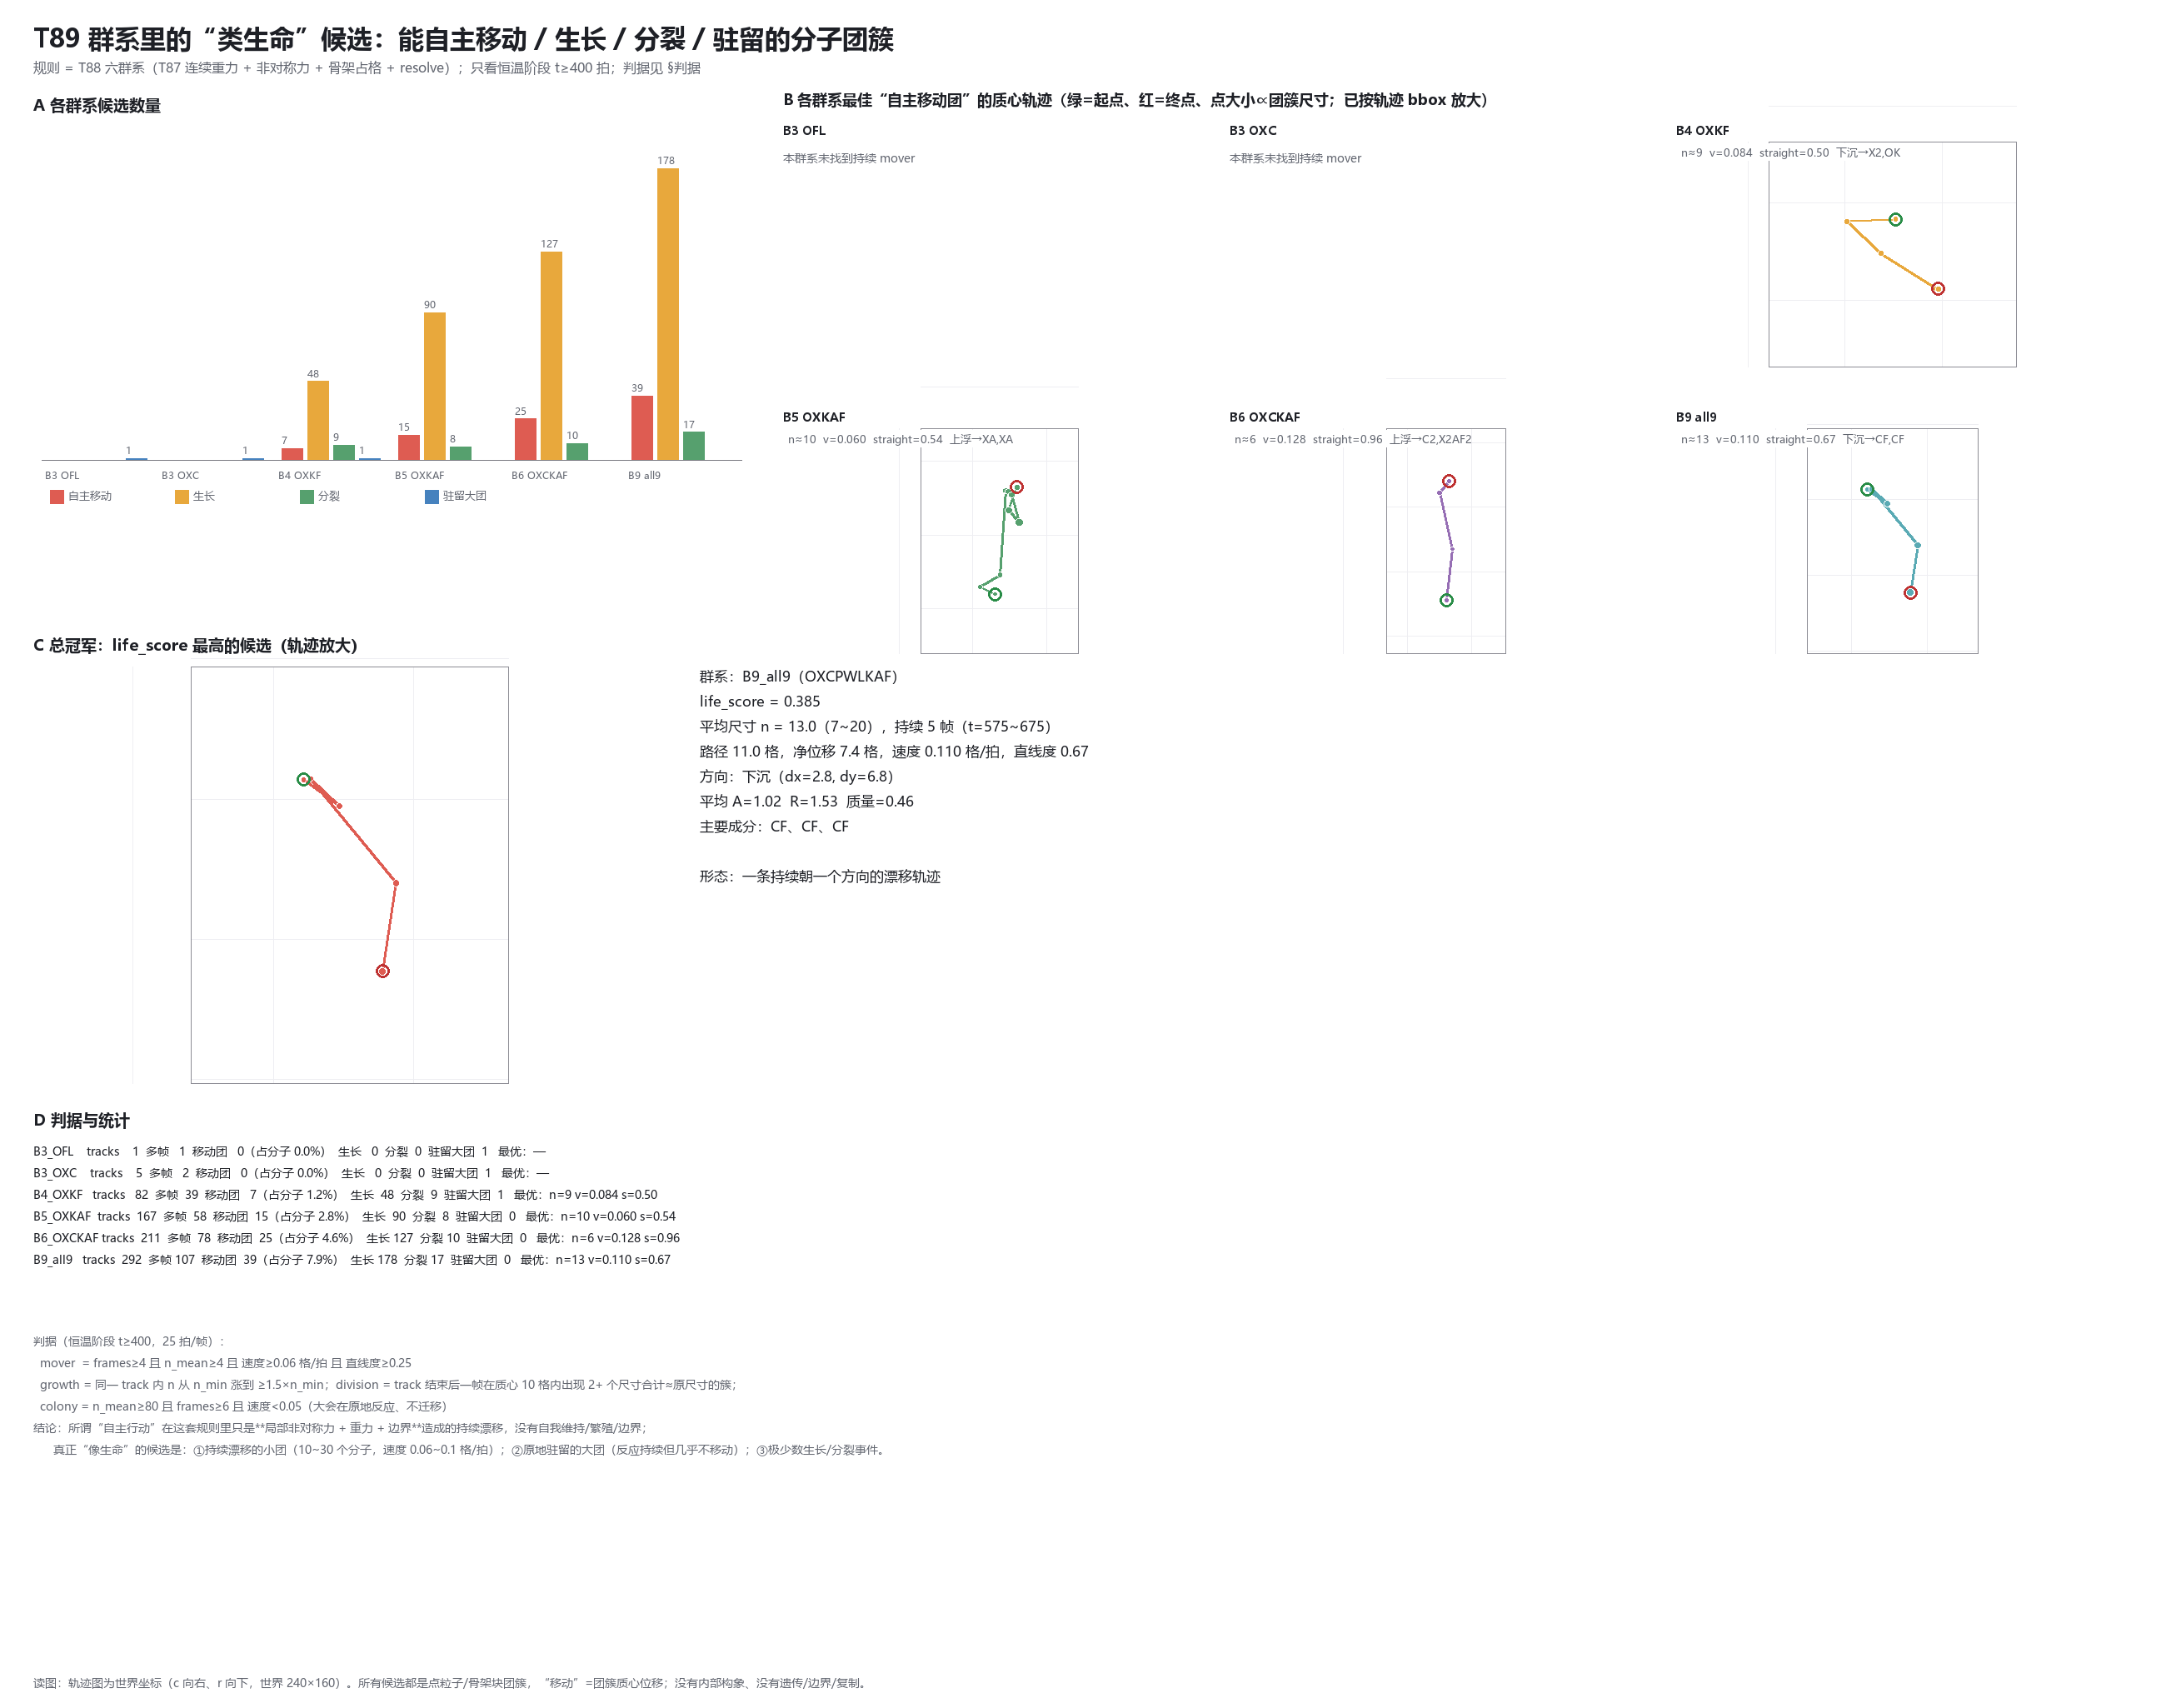 T89 群系里的“类生命”候选：能自主移动 / 生长 / 分裂 / 驻留的分子团簇
规则 = T88 六群系（T87 连续重力 + 非对称力 + 骨架占格 + resolve）；只看恒温阶段 t≥400 拍；判据见 §判据
A 各群系候选数量
178
127
90
48
39
25
15
17
10
7
9
8
1
1
1
B3 OFL
B3 OXC
B4 OXKF
B5 OXKAF
B6 OXCKAF
B9 all9
自主移动
生长
分裂
驻留大团
B 各群系最佳“自主移动团”的质心轨迹（绿=起点、红=终点、点大小∝团簇尺寸；已按轨迹 bbox 放大）
B3 OFL
本群系未找到持续 mover
B3 OXC
本群系未找到持续 mover
B4 OXKF
n≈9 v=0.084 straight=0.50 下沉→X2,OK
B5 OXKAF
n≈10 v=0.060 straight=0.54 上浮→XA,XA
B6 OXCKAF
n≈6 v=0.128 straight=0.96 上浮→C2,X2AF2
B9 all9
n≈13 v=0.110 straight=0.67 下沉→CF,CF
C 总冠军：life_score 最高的候选（轨迹放大）
群系：B9_all9（OXCPWLKAF）
life_score = 0.385
平均尺寸 n = 13.0（7~20），持续 5 帧（t=575~675）
路径 11.0 格，净位移 7.4 格，速度 0.110 格/拍，直线度 0.67
方向：下沉（dx=2.8, dy=6.8）
平均 A=1.02 R=1.53 质量=0.46
主要成分：CF、CF、CF
形态：一条持续朝一个方向的漂移轨迹
D 判据与统计
B3_OFL tracks 1 多帧 1 移动团 0（占分子 0.0%） 生长 0 分裂 0 驻留大团 1 最优：—
B3_OXC tracks 5 多帧 2 移动团 0（占分子 0.0%） 生长 0 分裂 0 驻留大团 1 最优：—
B4_OXKF tracks 82 多帧 39 移动团 7（占分子 1.2%） 生长 48 分裂 9 驻留大团 1 最优：n=9 v=0.084 s=0.50
B5_OXKAF tracks 167 多帧 58 移动团 15（占分子 2.8%） 生长 90 分裂 8 驻留大团 0 最优：n=10 v=0.060 s=0.54
B6_OXCKAF tracks 211 多帧 78 移动团 25（占分子 4.6%） 生长 127 分裂 10 驻留大团 0 最优：n=6 v=0.128 s=0.96
B9_all9 tracks 292 多帧 107 移动团 39（占分子 7.9%） 生长 178 分裂 17 驻留大团 0 最优：n=13 v=0.110 s=0.67
判据（恒温阶段 t≥400，25 拍/帧）：
mover = frames≥4 且 n_mean≥4 且 速度≥0.06 格/拍 且 直线度≥0.25
growth = 同一 track 内 n 从 n_min 涨到 ≥1.5×n_min；division = track 结束后一帧在质心 10 格内出现 2+ 个尺寸合计≈原尺寸的簇；
colony = n_mean≥80 且 frames≥6 且 速度<0.05（大会在原地反应、不迁移）
结论：所谓“自主行动”在这套规则里只是**局部非对称力 + 重力 + 边界**造成的持续漂移，没有自我维持/繁殖/边界；
真正“像生命”的候选是：①持续漂移的小团（10~30 个分子，速度 0.06~0.1 格/拍）；②原地驻留的大团（反应持续但几乎不移动）；③极少数生长/分裂事件。
读图：轨迹图为世界坐标（c 向右、r 向下，世界 240×160）。所有候选都是点粒子/骨架块团簇，“移动”=团簇质心位移；没有内部构象、没有遗传/边界/复制。